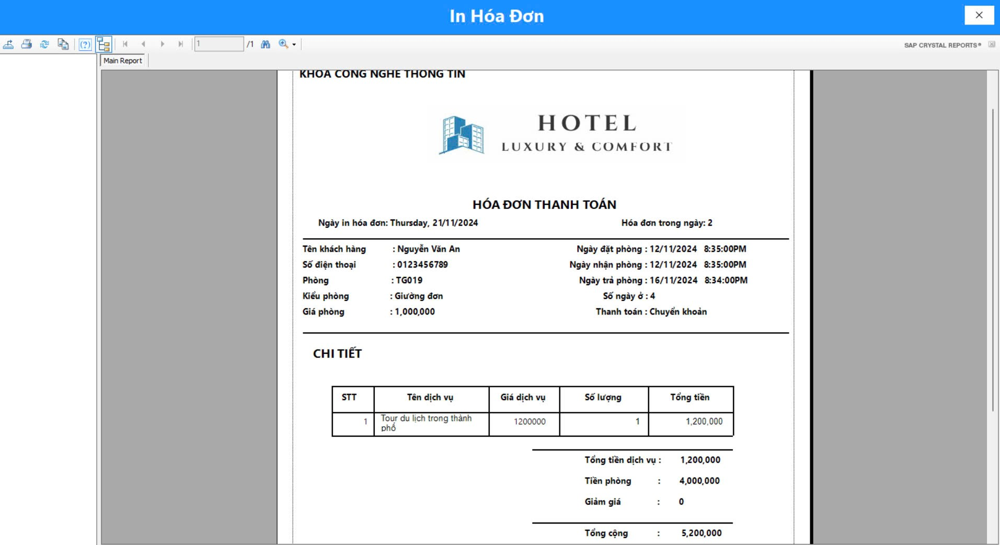 In Hóa Đơn
1 /1
SAP CRYSTAL REPORTS®
Main Report
KHOA CÔNG NGHỆ THÔNG TIN
HOTEL
LUXURY & COMFORT
HÓA ĐƠN THANH TOÁN
Ngày in hóa đơn: Thursday, 21/11/2024 Hóa đơn trong ngày: 2
Tên khách hàng : Nguyễn Văn An Ngày đặt phòng : 12/11/2024 8:35:00PM
Số điện thoại : 0123456789 Ngày nhận phòng : 12/11/2024 8:35:00PM
Phòng : TG019 Ngày trả phòng : 16/11/2024 8:34:00PM
Kiểu phòng : Giường đơn Số ngày ở : 4
Giá phòng : 1,000,000 Thanh toán : Chuyển khoản
CHI TIẾT
STT Tên dịch vụ Giá dịch vụ Số lượng Tổng tiền
1 Tour du lịch trong thành 1200000 1 1,200,000
phố
Tổng tiền dịch vụ : 1,200,000
Tiền phòng : 4,000,000
Giảm giá : 0
Tổng cộng : 5,200,000